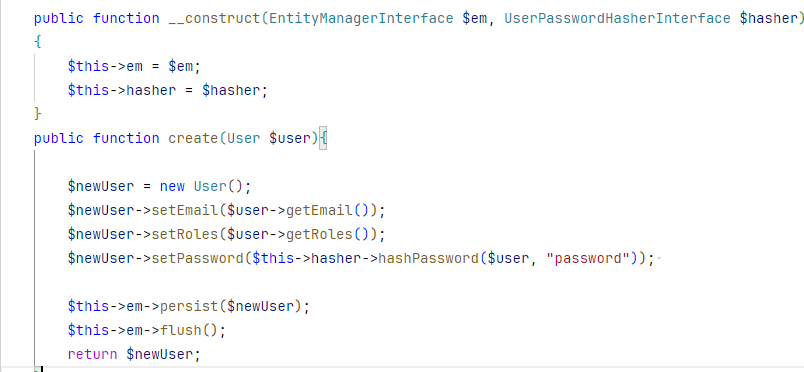 public function __construct(EntityManagerInterface $em, UserPasswordHasherInterface $hasher)
{
$this->em = $em;
$this->hasher = $hasher;
}
public function create(User $user){
$newUser = new User();
$newUser->setEmail($user->getEmail());
$newUser->setRoles($user->getRoles());
$newUser->setPassword($this->hasher->hashPassword($user, "password"));
$this->em->persist($newUser);
$this->em->flush();
return $newUser;